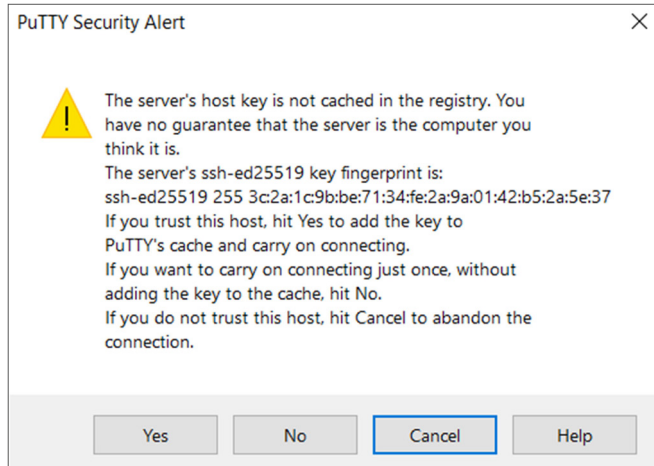 PuTTY Security Alert
The server's host key is not cached in the registry. You
have no guarantee that the server is the computer you
think it is.
The server's ssh-ed25519 key fingerprint is:
ssh-ed25519 255 3c:2a:1c:9b:be:71:34:fe:2a:9a:01:42:b5:2a:5e:37
If you trust this host, hit Yes to add the key to
PuTTY's cache and carry on connecting.
If you want to carry on connecting just once, without
adding the key to the cache, hit No.
If you do not trust this host, hit Cancel to abandon the
connection.
Yes No Cancel Help